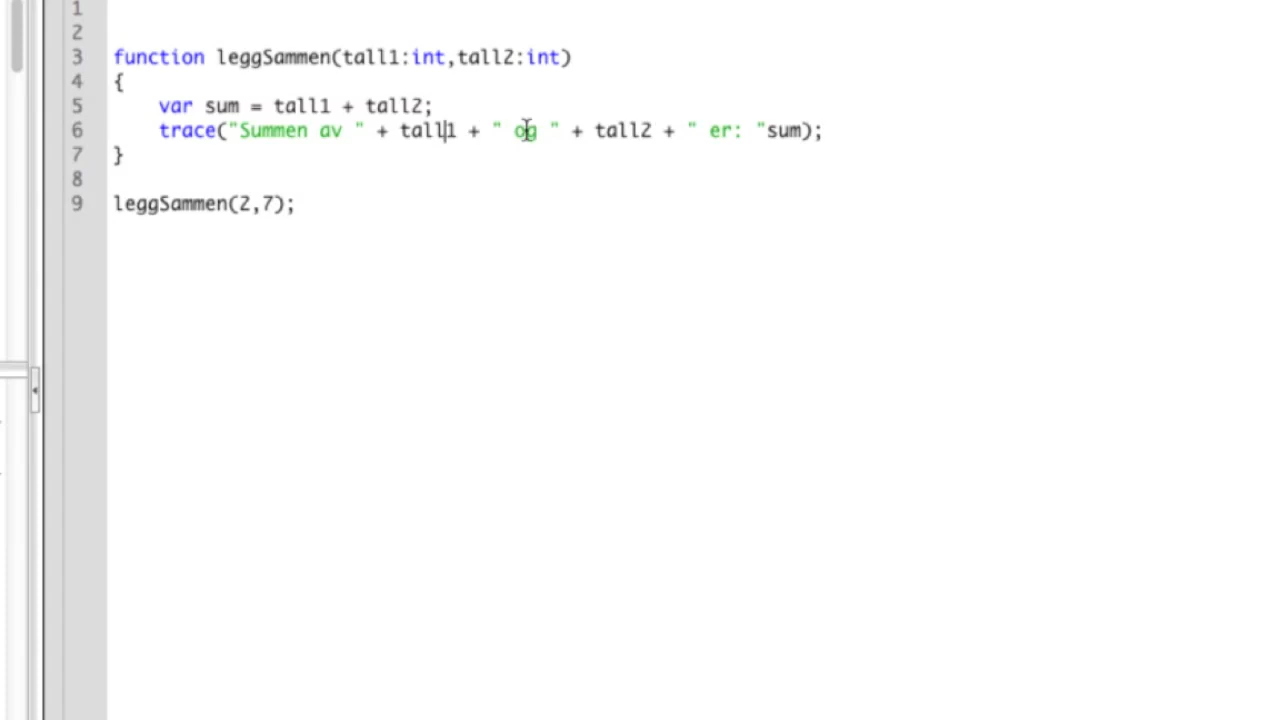 1
2
3 function leggSammen(tall1:int,tall2:int)
4 {
5 var sum = tall1 + tall2;
6 trace("Summen av " + tall1 + " og " + tall2 + " er: "sum);
7 }
8
9 leggSammen(2,7);